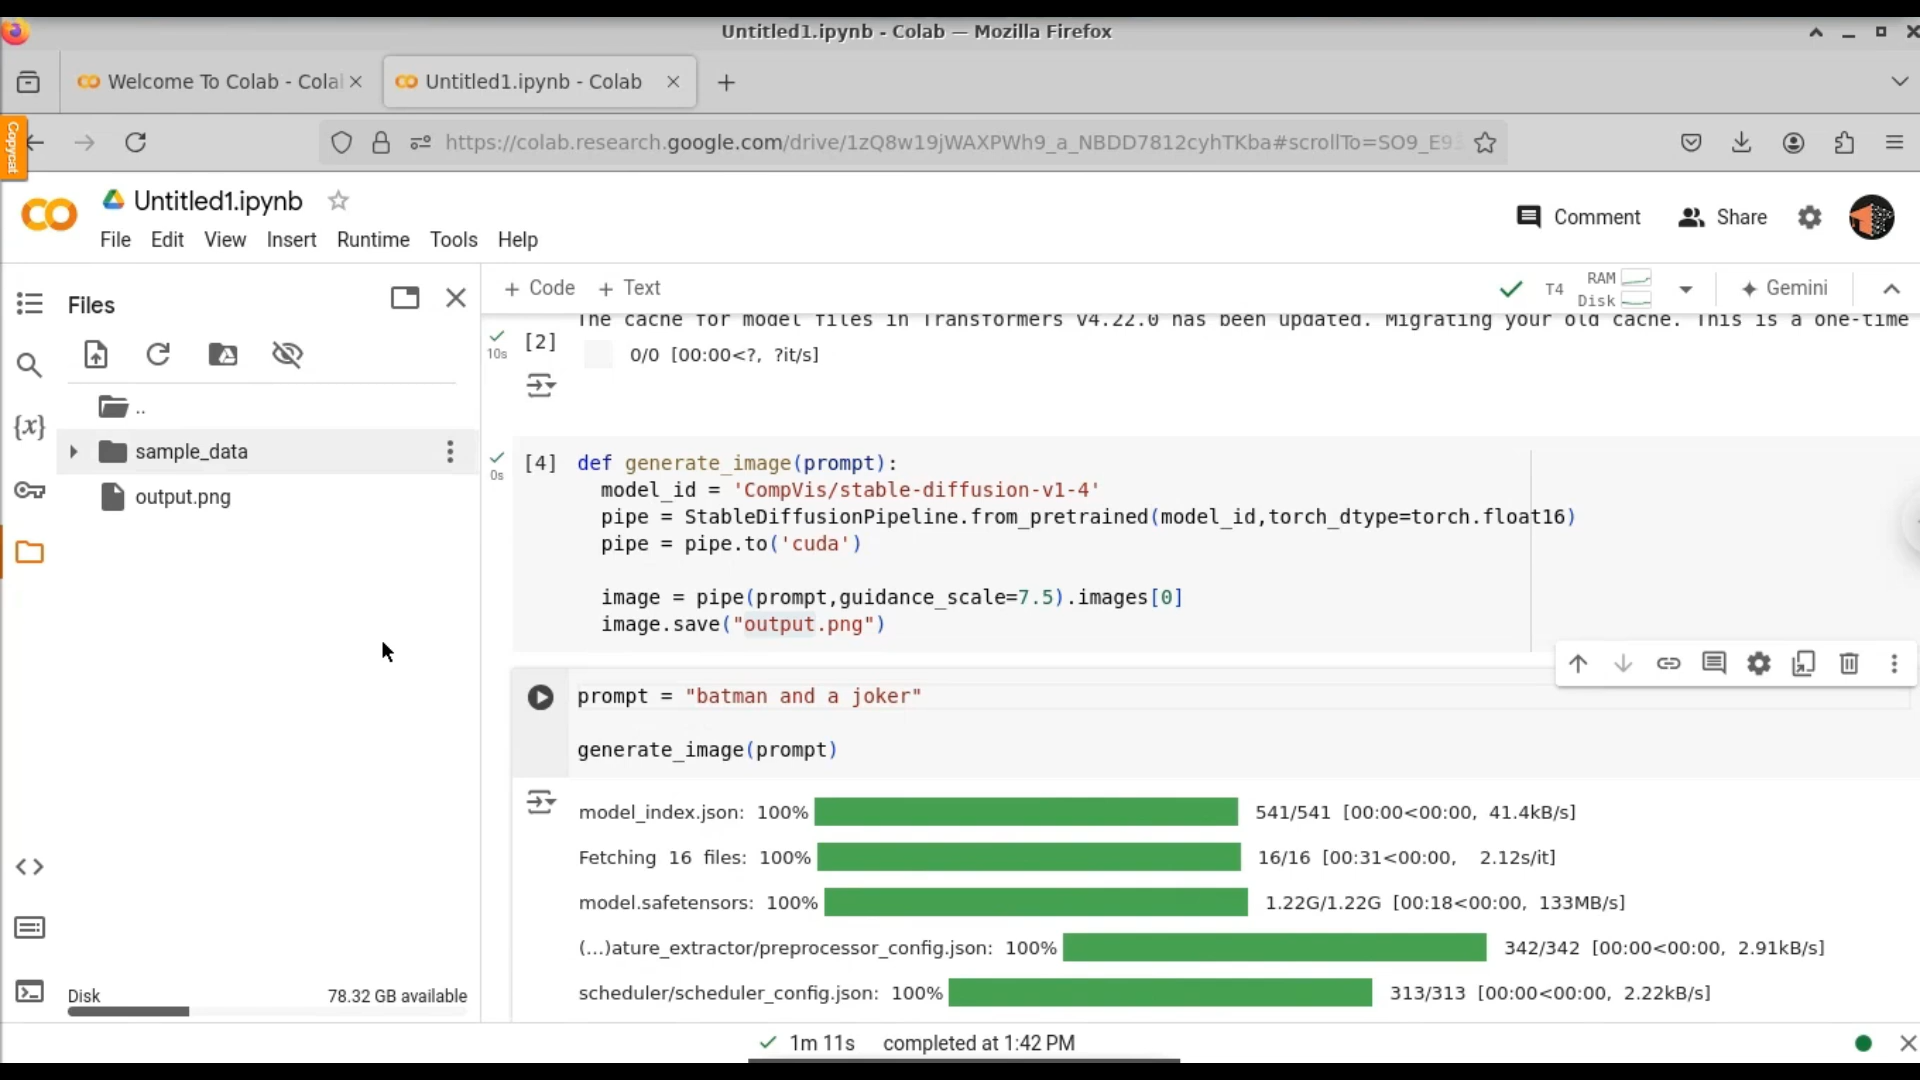 Untitled1.ipynb - Colab — Mozilla Firefox
Welcome To Colab - Colal
Untitled1.ipynb - Colab
Copycat
https://colab.research.google.com/drive/1zQ8w19jWAXPWh9_a_NBDD7812cyhTKba#scrollTo=SO9_E9
Untitled1.ipynb
File Edit View Insert Runtime Tools Help
Comment Share
Files
+ Code + Text
T4 RAM Disk
Gemini
The cache for model files in Transformers v4.22.0 has been updated. Migrating your old cache. This is a one-time
10s [2]
0/0 [00:00<?, ?it/s]
..
sample_data
output.png
{x}
0s [4]
def generate_image(prompt):
model_id = 'CompVis/stable-diffusion-v1-4'
pipe = StableDiffusionPipeline.from_pretrained(model_id,torch_dtype=torch.float16)
pipe = pipe.to('cuda')
image = pipe(prompt,guidance_scale=7.5).images[0]
image.save("output.png")
prompt = "batman and a joker"
generate_image(prompt)
model_index.json: 100% 541/541 [00:00<00:00, 41.4kB/s]
Fetching 16 files: 100% 16/16 [00:31<00:00, 2.12s/it]
model.safetensors: 100% 1.22G/1.22G [00:18<00:00, 133MB/s]
(...)ature_extractor/preprocessor_config.json: 100% 342/342 [00:00<00:00, 2.91kB/s]
scheduler/scheduler_config.json: 100% 313/313 [00:00<00:00, 2.22kB/s]
Disk 78.32 GB available
1m 11s completed at 1:42 PM